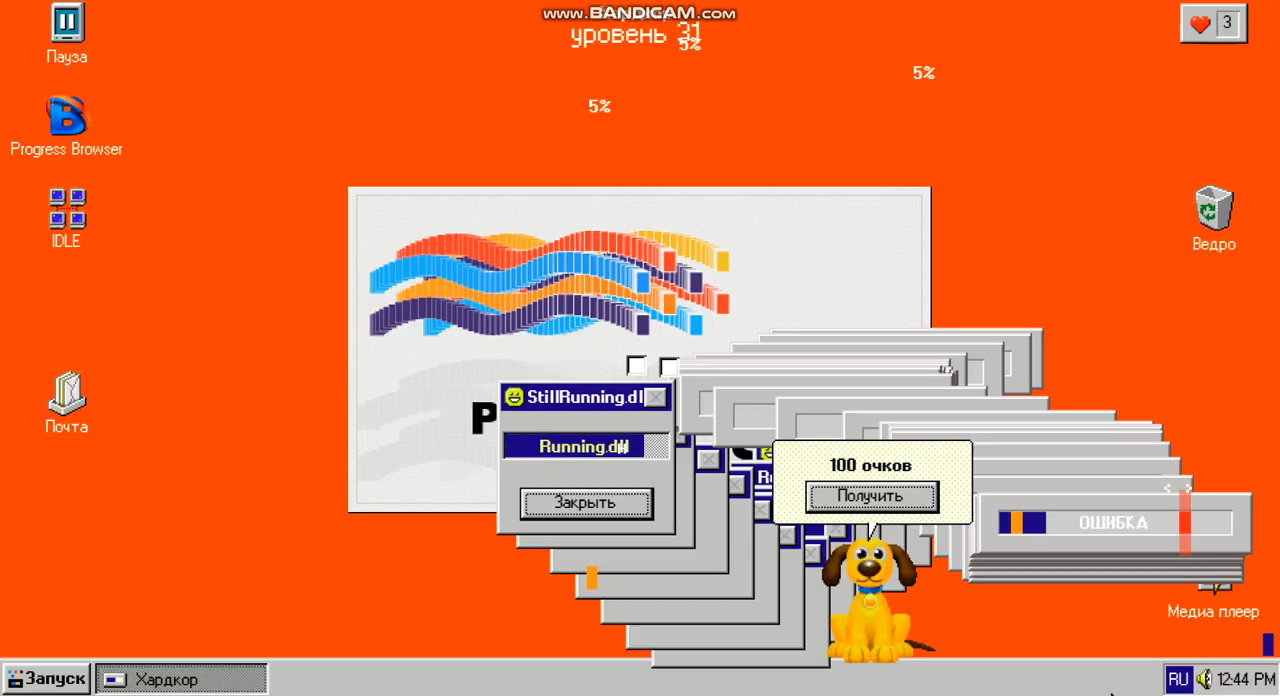 www.BANDICAM.com
уровень 31
5%
5%
5%
3
Пауза
Progress Browser
IDLE
Почта
Ведро
P
StillRunning.dl
Running.dll
Закрыть
100 очков
Получить
ОШИБКА
Медиа плеер
Запуск
Хардкор
RU
12:44 PM